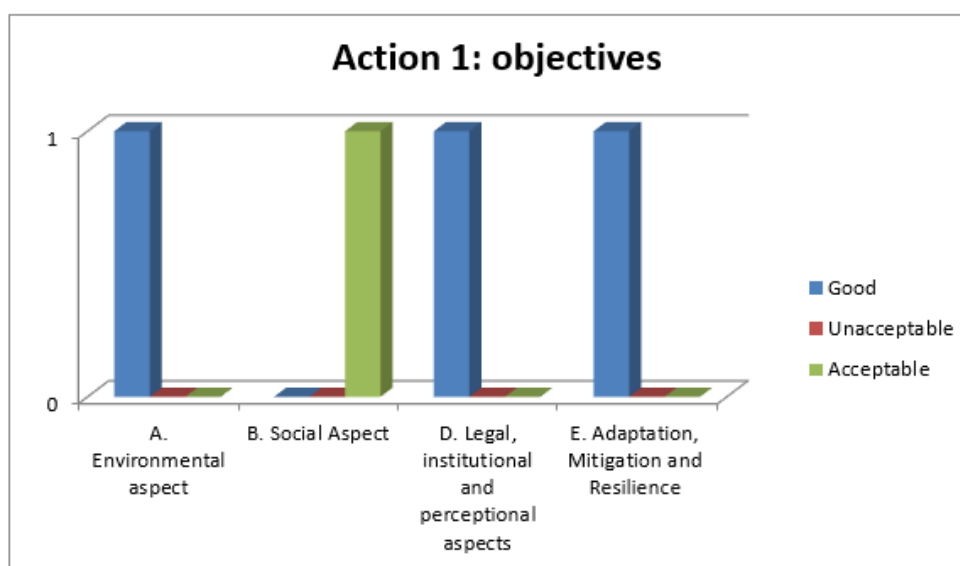 Action 1: objectives
1
0
A.
Environmental
aspect
B. Social Aspect
D. Legal,
institutional
and
perceptional
aspects
E. Adaptation,
Mitigation and
Resilience
Good
Unacceptable
Acceptable